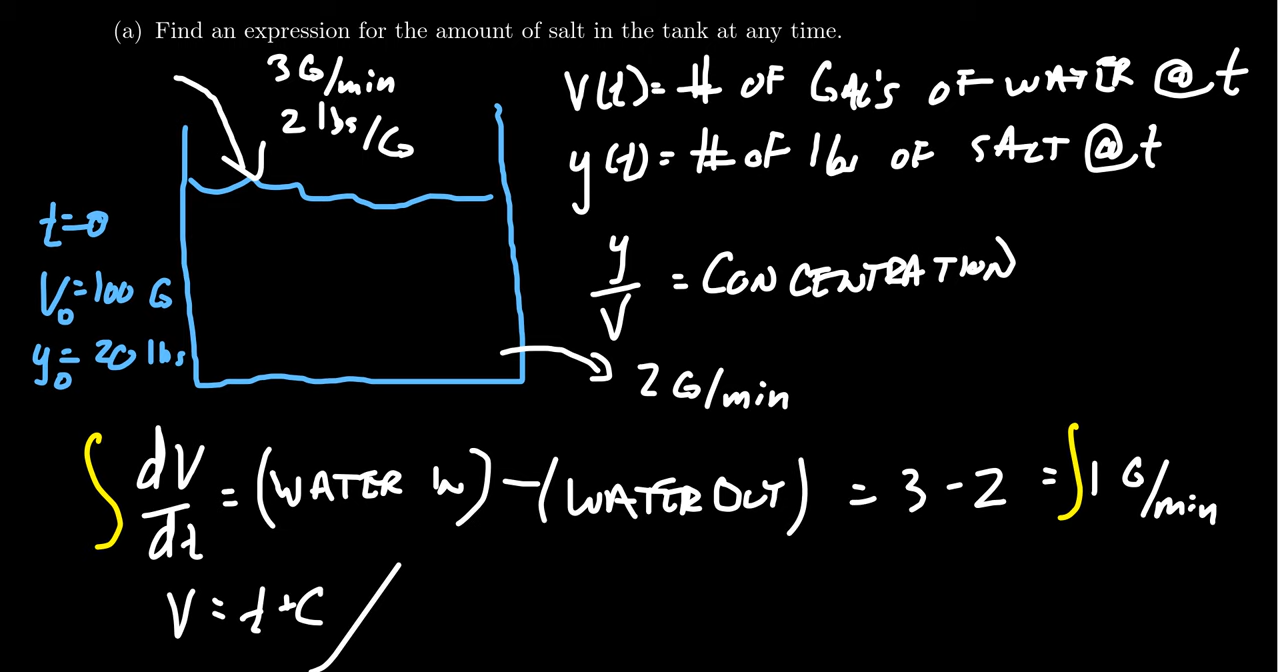 (a) Find an expression for the amount of salt in the tank at any time.
3 G/min
2 lbs/G
V(t) = # OF GAL'S OF WATER @ t
y(t) = # OF lbs OF SALT @ t
t=0
V₀=100 G
y₀= 20 lbs
y/V = CONCENTRATION
2 G/min
∫ dV/dt = (WATER IN) - (WATER OUT) = 3 - 2 = ∫ 1 G/min
V = t + C